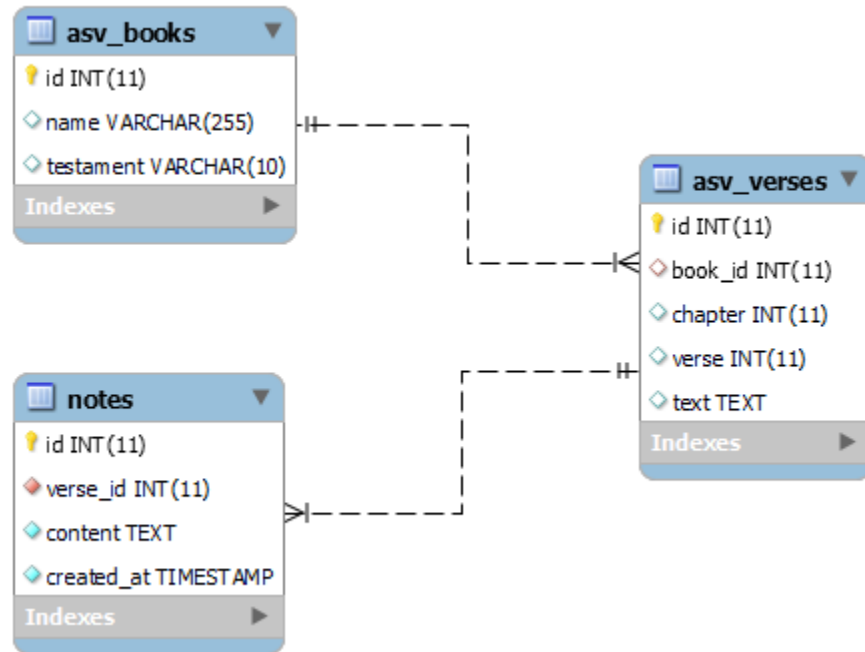 asv_books
id INT(11)
name VARCHAR(255)
testament VARCHAR(10)
Indexes
asv_verses
id INT(11)
book_id INT(11)
chapter INT(11)
verse INT(11)
text TEXT
Indexes
notes
id INT(11)
verse_id INT(11)
content TEXT
created_at TIMESTAMP
Indexes